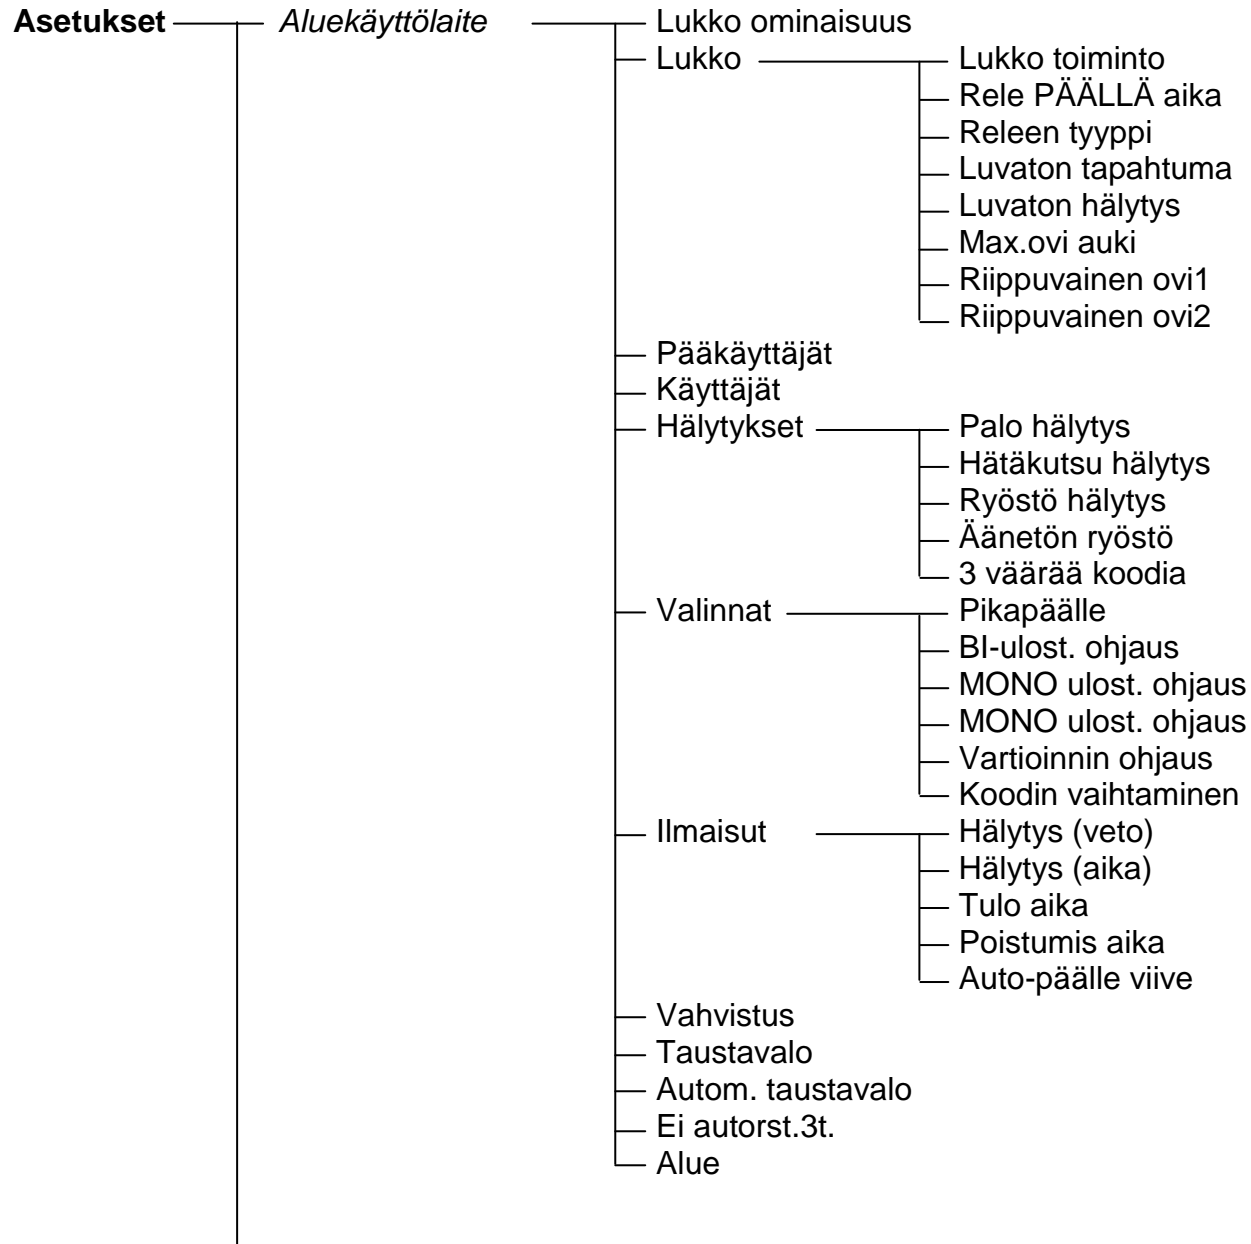 Asetukset Aluekäyttölaite Lukko ominaisuus
Lukko Lukko toiminto
Rele PÄÄLLÄ aika
Releen tyyppi
Luvaton tapahtuma
Luvaton hälytys
Max.ovi auki
Riippuvainen ovi1
Riippuvainen ovi2
Pääkäyttäjät
Käyttäjät
Hälytykset Palo hälytys
Hätäkutsu hälytys
Ryöstö hälytys
Äänetön ryöstö
3 väärää koodia
Valinnat Pikapäälle
BI-ulost. ohjaus
MONO ulost. ohjaus
MONO ulost. ohjaus
Vartioinnin ohjaus
Koodin vaihtaminen
Ilmaisut Hälytys (veto)
Hälytys (aika)
Tulo aika
Poistumis aika
Auto-päälle viive
Vahvistus
Taustavalo
Autom. taustavalo
Ei autorst.3t.
Alue